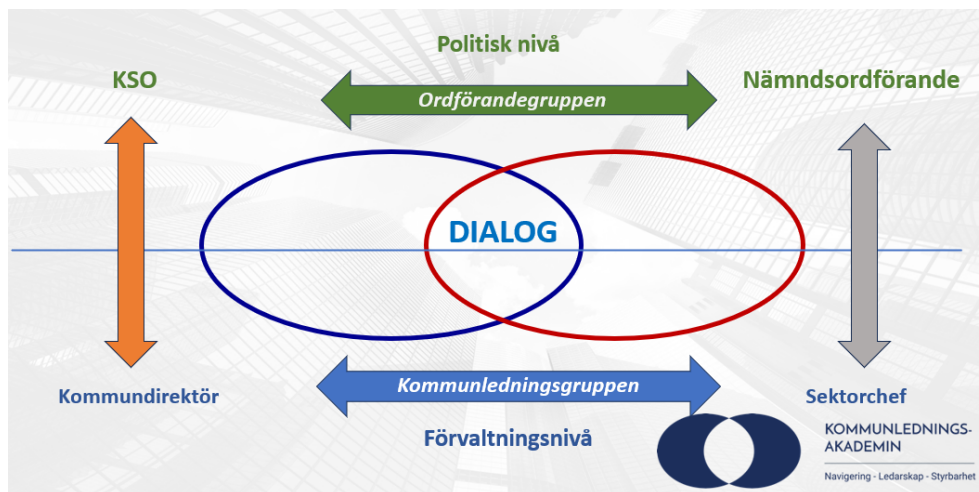 Politisk nivå
KSO
Nämndsordförande
Ordförandegruppen
DIALOG
Kommunledningsgruppen
Kommundirektör
Sektorchef
Förvaltningsnivå
KOMMUNLEDNINGS-
AKADEMIN
Navigering - Ledarskap - Styrbarhet